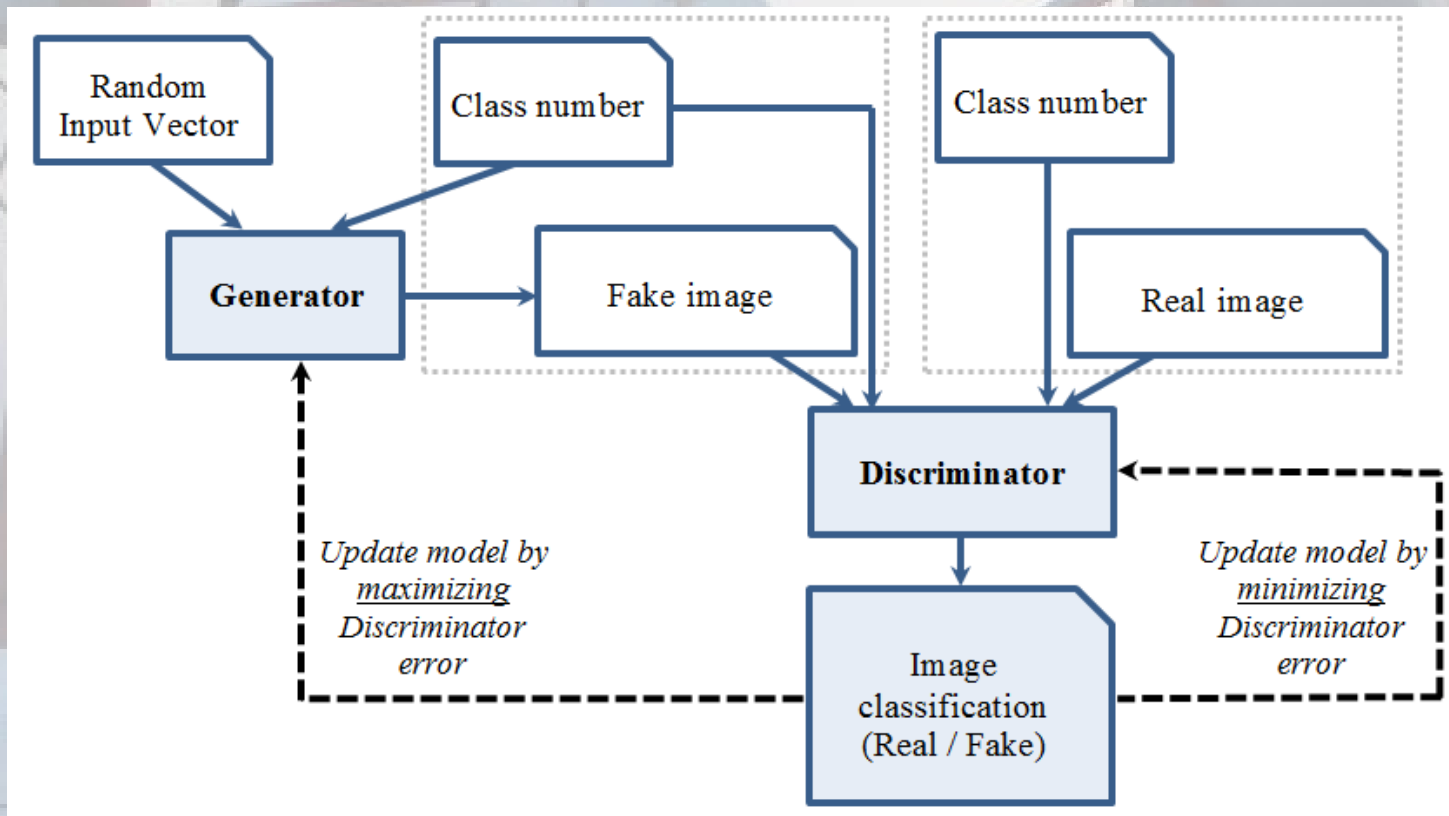 Random
Input Vector
Class number
Class number
Generator
Fake image
Real image
Discriminator
Update model by
maximizing
Discriminator
error
Update model by
minimizing
Discriminator
error
Image
classification
(Real / Fake)